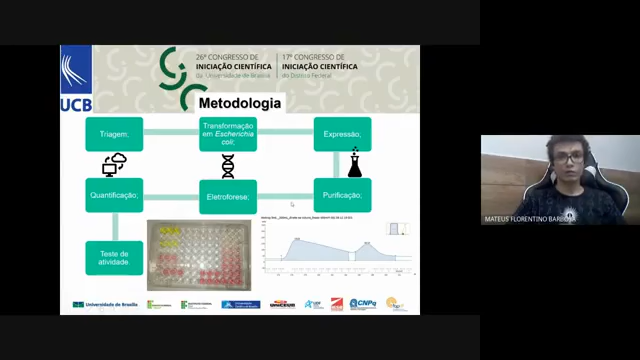 26º CONGRESSO DE
INICIAÇÃO CIENTÍFICA
da Universidade de Brasília
17º CONGRESSO DE
INICIAÇÃO CIENTÍFICA
do Distrito Federal
UCB
Metodologia
Triagem;
Transformação
em Escherichia
coli;
Expressão;
Quantificação;
Eletroforese;
Purificação;
Teste de
atividade
MATEUS FLORENTINO
Universidade de Brasília
UniCEUB
CNPq